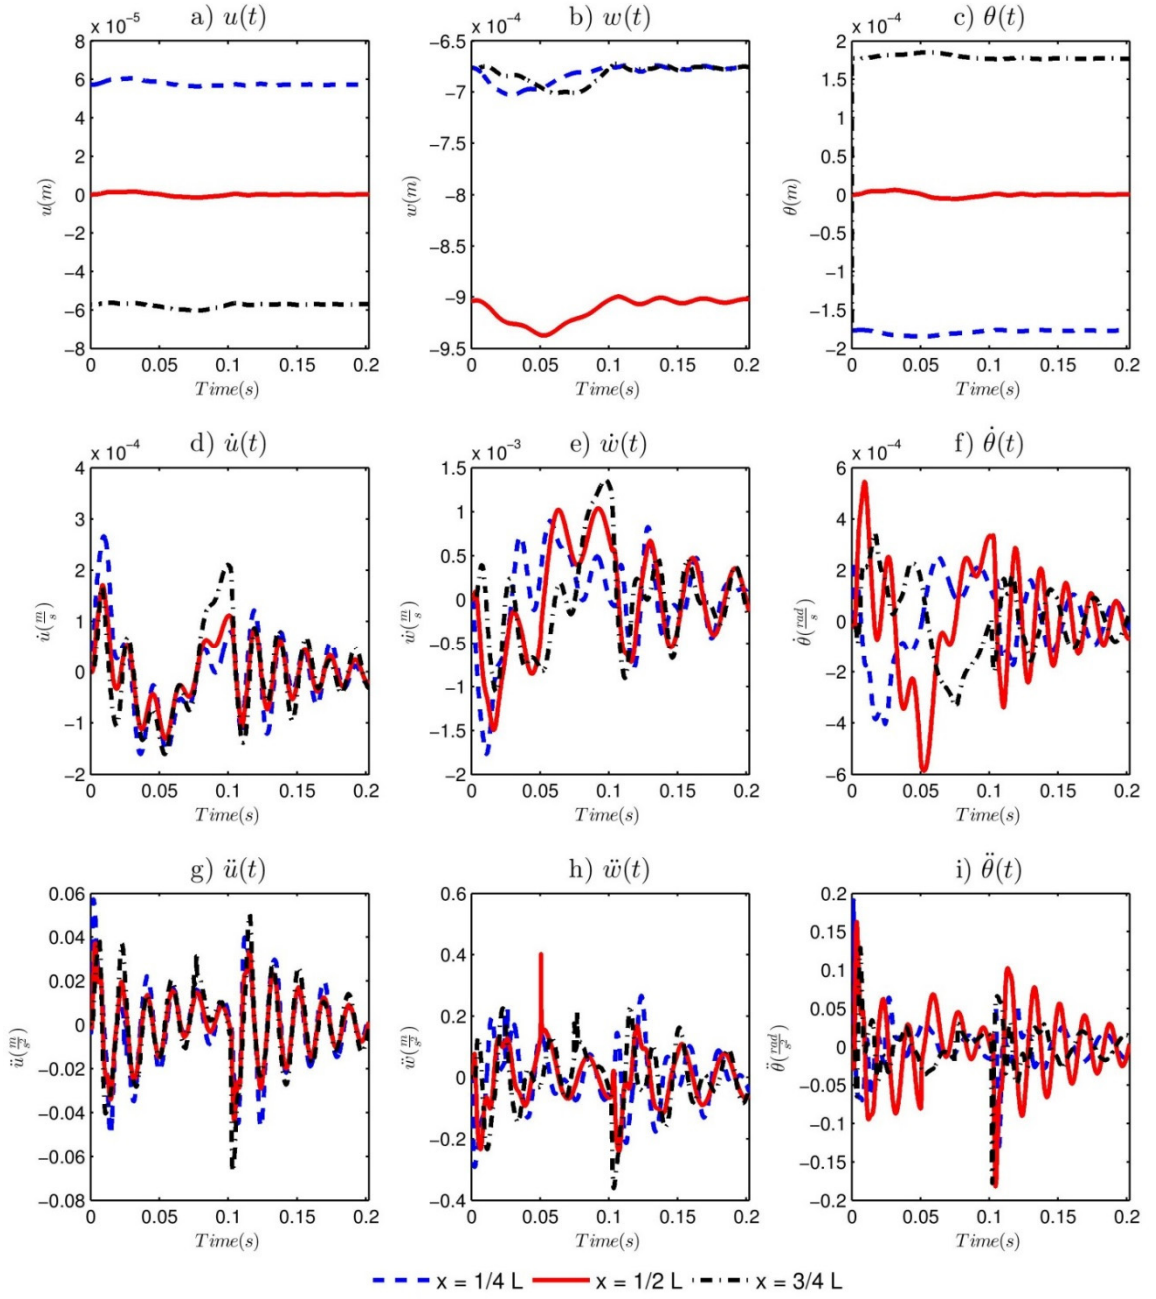 a) u(t)
x 10⁻⁵
8
6
4
2
0
−2
−4
−6
−8
u(m)
0 0.05 0.1 0.15 0.2
Time(s)
b) w(t)
x 10⁻⁴
−6.5
−7
−7.5
−8
−8.5
−9
−9.5
w(m)
0 0.05 0.1 0.15 0.2
Time(s)
c) θ(t)
x 10⁻⁴
2
1.5
1
0.5
0
−0.5
−1
−1.5
−2
θ(m)
0 0.05 0.1 0.15 0.2
Time(s)
d) u̇(t)
x 10⁻⁴
4
3
2
1
0
−1
−2
u̇(m/s)
0 0.05 0.1 0.15 0.2
Time(s)
e) ẇ(t)
x 10⁻³
1.5
1
0.5
0
−0.5
−1
−1.5
−2
ẇ(m/s)
0 0.05 0.1 0.15 0.2
Time(s)
f) θ̇(t)
x 10⁻⁴
6
4
2
0
−2
−4
−6
θ̇(rad/s)
0 0.05 0.1 0.15 0.2
Time(s)
g) ü(t)
0.06
0.04
0.02
0
−0.02
−0.04
−0.06
−0.08
ü(m/s²)
0 0.05 0.1 0.15 0.2
Time(s)
h) ẅ(t)
0.6
0.4
0.2
0
−0.2
−0.4
ẅ(m/s²)
0 0.05 0.1 0.15 0.2
Time(s)
i) θ̈(t)
0.2
0.15
0.1
0.05
0
−0.05
−0.1
−0.15
−0.2
θ̈(rad/s²)
0 0.05 0.1 0.15 0.2
Time(s)
x = 1/4 L x = 1/2 L x = 3/4 L